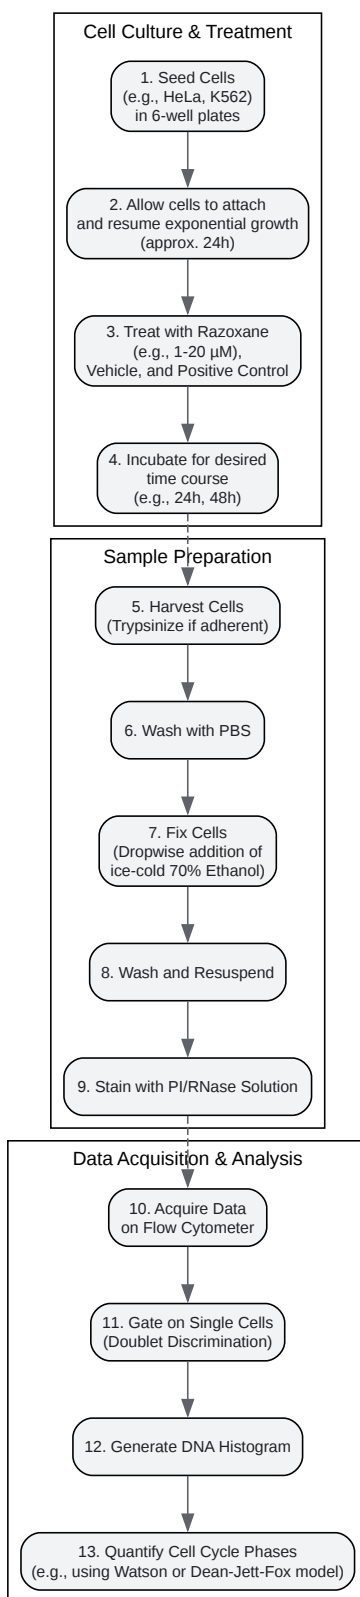 Cell Culture & Treatment
1. Seed Cells
(e.g., HeLa, K562)
in 6-well plates
2. Allow cells to attach
and resume exponential growth
(approx. 24h)
3. Treat with Razoxane
(e.g., 1-20 µM),
Vehicle, and Positive Control
4. Incubate for desired
time course
(e.g., 24h, 48h)
Sample Preparation
5. Harvest Cells
(Trypsinize if adherent)
6. Wash with PBS
7. Fix Cells
(Dropwise addition of
ice-cold 70% Ethanol)
8. Wash and Resuspend
9. Stain with PI/RNase Solution
Data Acquisition & Analysis
10. Acquire Data
on Flow Cytometer
11. Gate on Single Cells
(Doublet Discrimination)
12. Generate DNA Histogram
13. Quantify Cell Cycle Phases
(e.g., using Watson or Dean-Jett-Fox model)